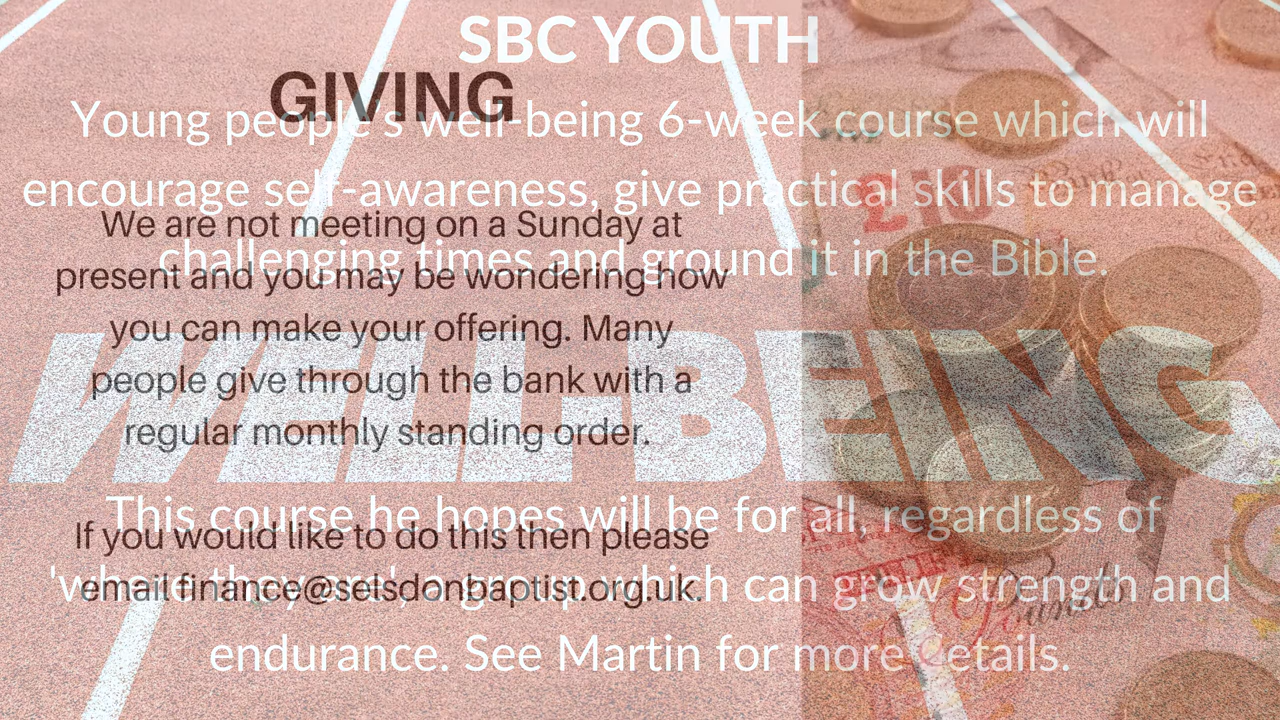 SBC YOUTH
Young people's well-being 6-week course which will
encourage self-awareness, give practical skills to manage
challenging times and ground it in the Bible.
WELL-BEING
This course he hopes will be for all, regardless of
they a group which can grow strength and
endurance. See Martin for more details.
GIVING
We are not meeting on a Sunday at
present and you may be wondering how
you can make your offering. Many
people give through the bank with a
regular monthly standing order.
If you would like to do this then please
email finance@selsdonbaptist.org.uk.
£10
Pounds